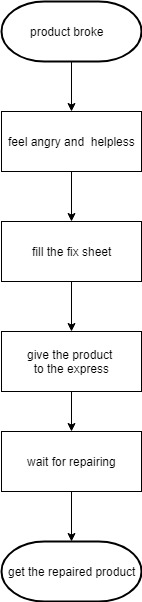 product broke
feel angry and helpless
fill the fix sheet
give the product
to the express
wait for repairing
get the repaired product